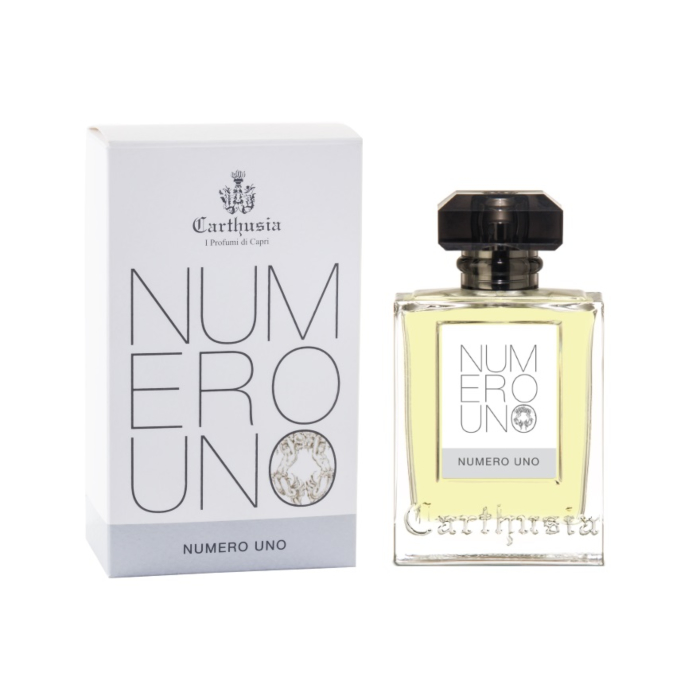 Carthusia
I Profumi di Capri
NUM
ERO
UNO
NUMERO UNO
NUM
ERO
UNO
NUMERO UNO
Carthusia